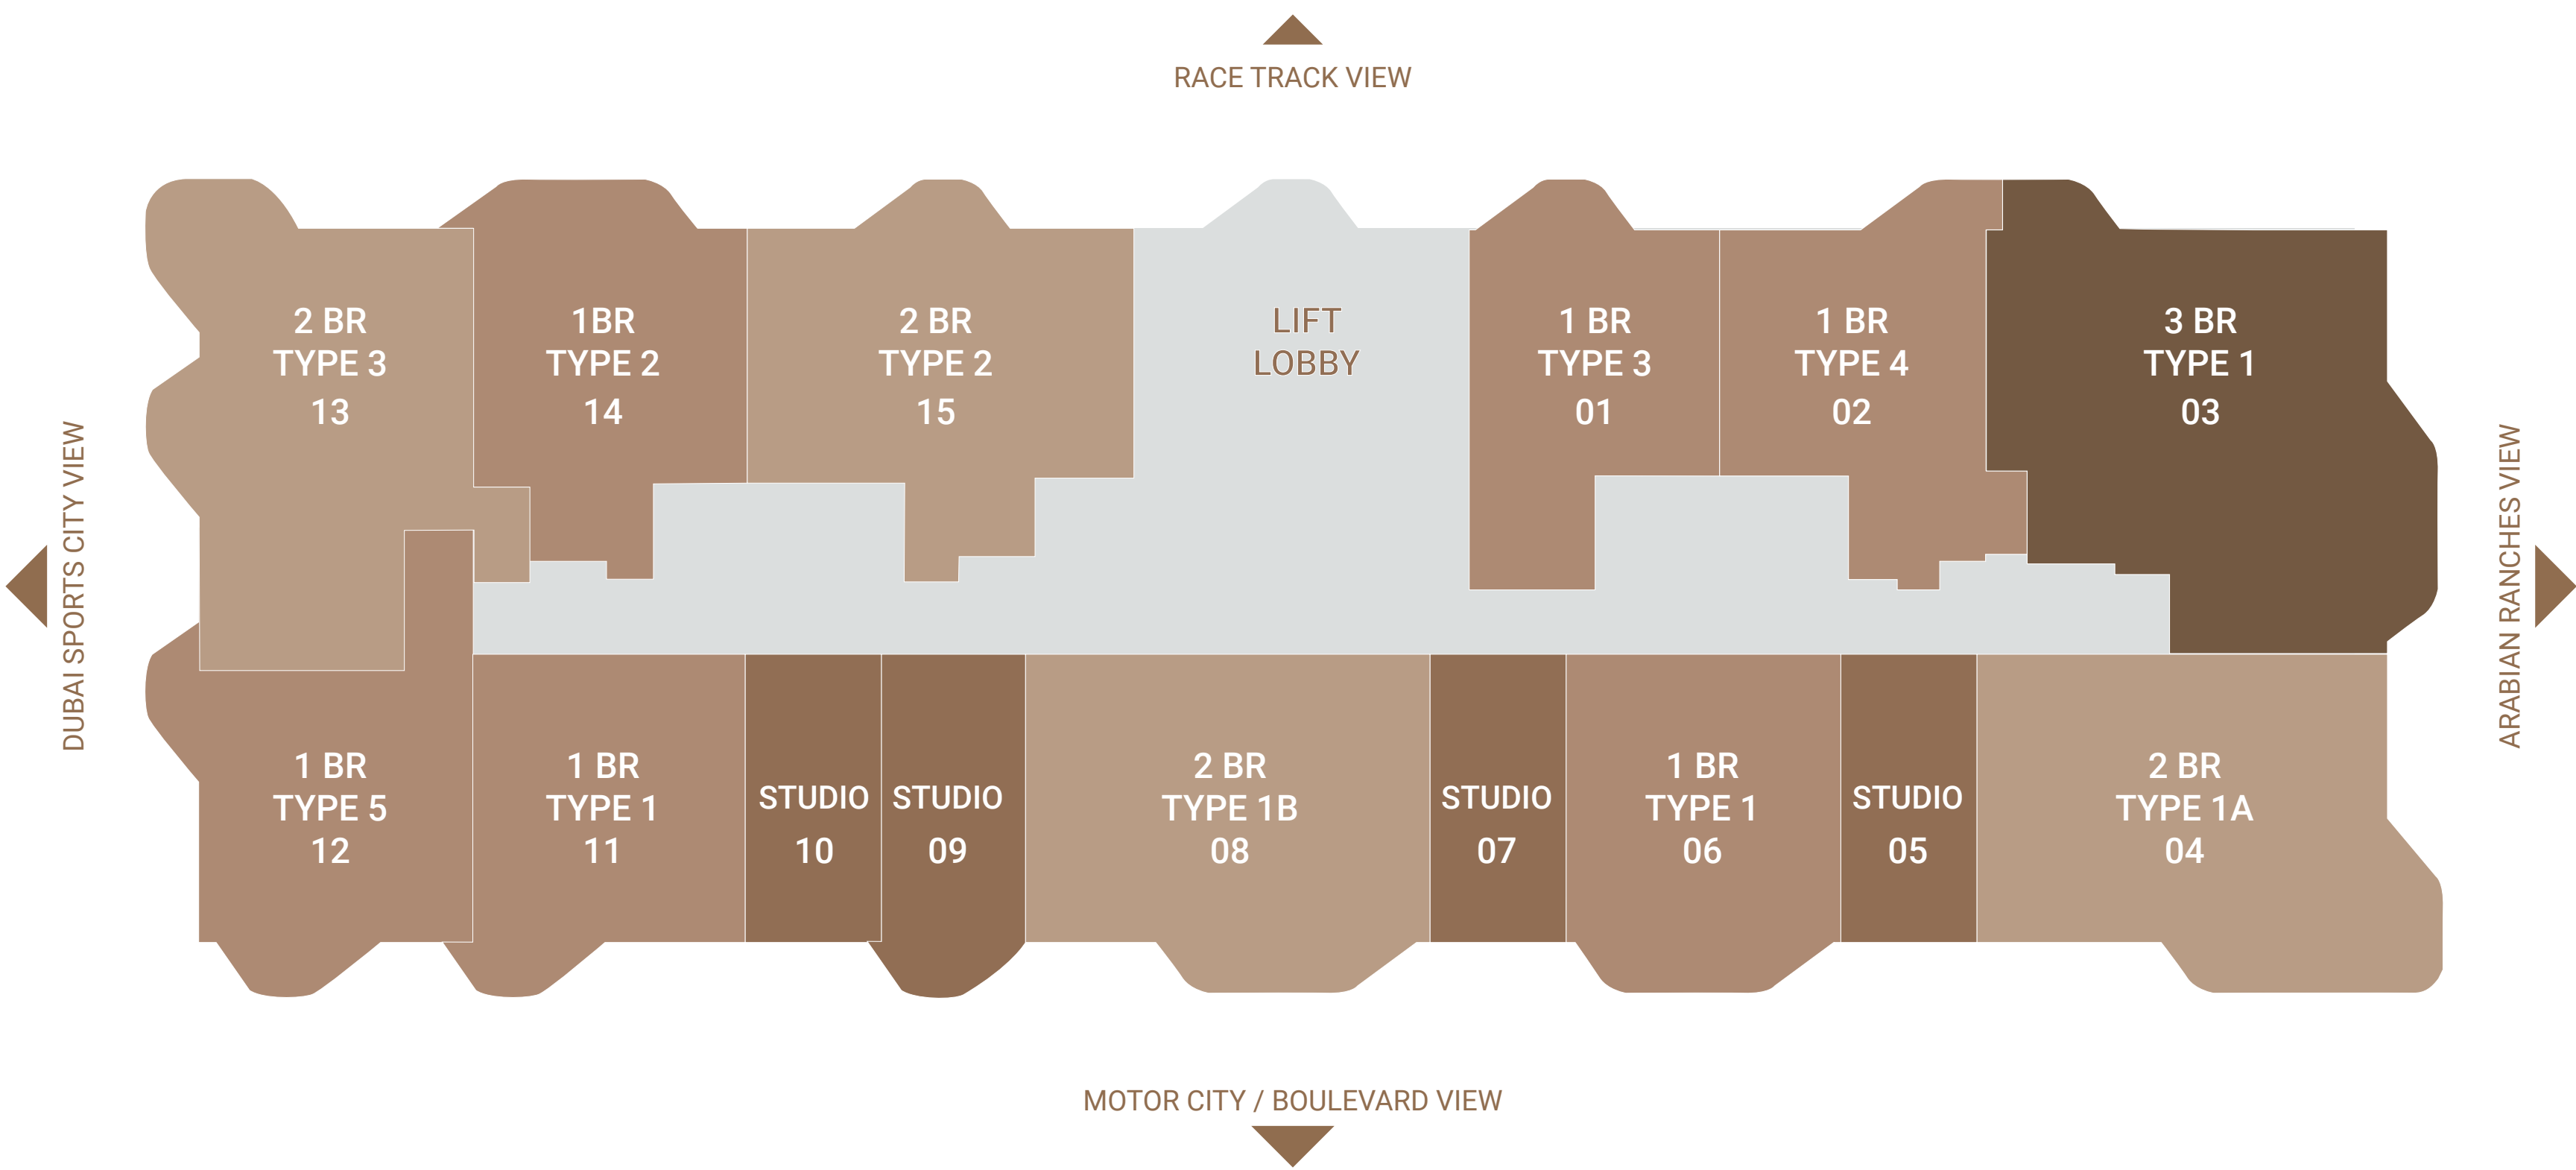 RACE TRACK VIEW
2 BR
TYPE 3
13
1BR
TYPE 2
14
2 BR
TYPE 2
15
LIFT
LOBBY
1 BR
TYPE 3
01
1 BR
TYPE 4
02
3 BR
TYPE 1
03
DUBAI SPORTS CITY VIEW
ARABIAN RANCHES VIEW
1 BR
TYPE 5
12
1 BR
TYPE 1
11
STUDIO
10
STUDIO
09
2 BR
TYPE 1B
08
STUDIO
07
1 BR
TYPE 1
06
STUDIO
05
2 BR
TYPE 1A
04
MOTOR CITY / BOULEVARD VIEW